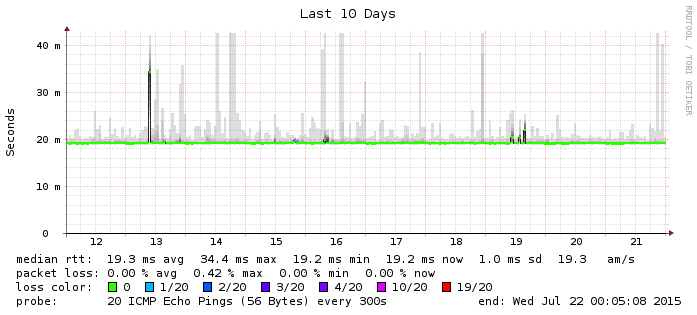 Last 10 Days
RRDTOOL / TOBI OETIKER
Seconds
40 m
30 m
20 m
10 m
0
12 13 14 15 16 17 18 19 20 21
median rtt: 19.3 ms avg 34.4 ms max 19.2 ms min 19.2 ms now 1.0 ms sd 19.3 am/s
packet loss: 0.00 % avg 0.42 % max 0.00 % min 0.00 % now
loss color: 0 1/20 2/20 3/20 4/20 10/20 19/20
probe: 20 ICMP Echo Pings (56 Bytes) every 300s end: Wed Jul 22 00:05:08 2015